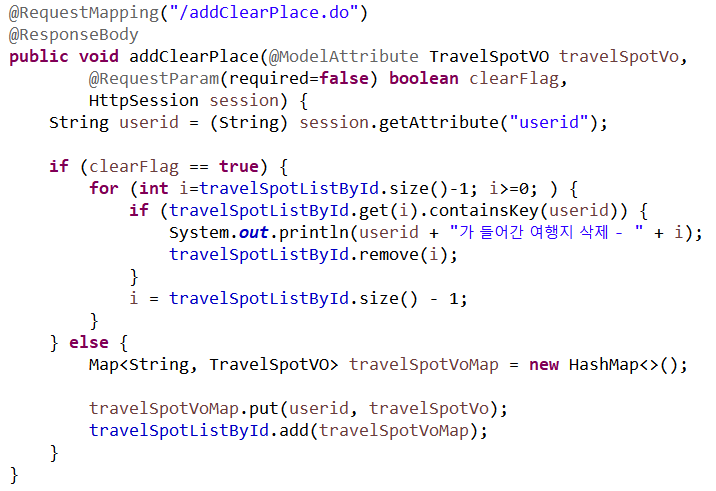 @RequestMapping("/addClearPlace.do")
@ResponseBody
public void addClearPlace(@ModelAttribute TravelSpotVO travelSpotVo,
        @RequestParam(required=false) boolean clearFlag,
        HttpSession session) {
    String userid = (String) session.getAttribute("userid");

    if (clearFlag == true) {
        for (int i=travelSpotListById.size()-1; i>=0; ) {
            if (travelSpotListById.get(i).containsKey(userid)) {
                System.out.println(userid + "가 들어간 여행지 삭제 - " + i);
                travelSpotListById.remove(i);
            }
            i = travelSpotListById.size() - 1;
        }
    } else {
        Map<String, TravelSpotVO> travelSpotVoMap = new HashMap<>();

        travelSpotVoMap.put(userid, travelSpotVo);
        travelSpotListById.add(travelSpotVoMap);
    }
}